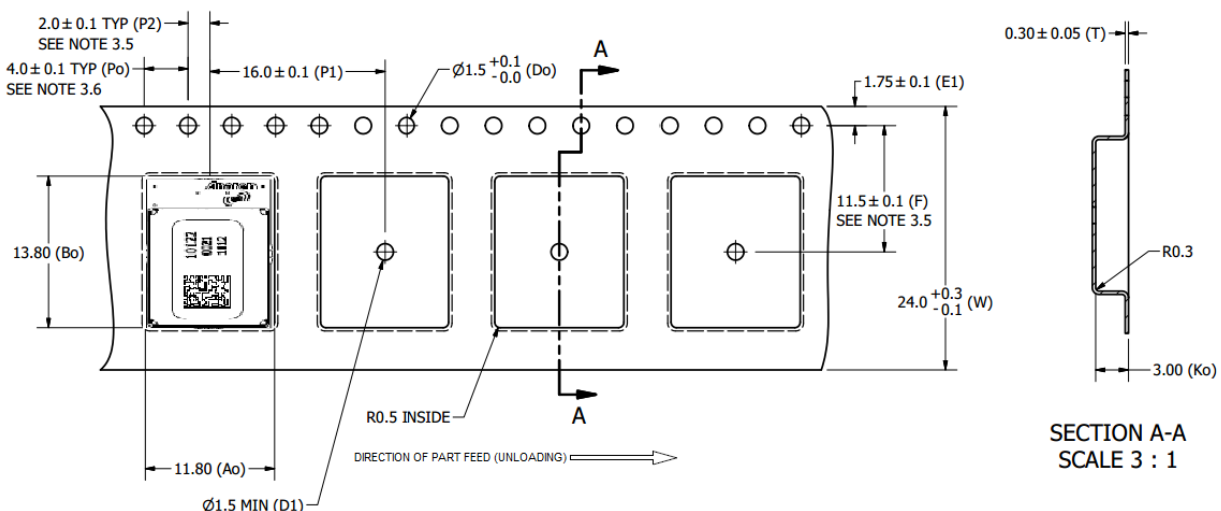 2.0 ± 0.1 TYP (P2)
SEE NOTE 3.5
4.0 ± 0.1 TYP (Po)
SEE NOTE 3.6
16.0 ± 0.1 (P1)
Ø1.5 +0.1 -0.0 (Do)
A
0.30 ± 0.05 (T)
1.75 ± 0.1 (E1)
Anaren
10122
0021
1012
13.80 (Bo)
11.5 ± 0.1 (F)
SEE NOTE 3.5
R0.3
24.0 +0.3 -0.1 (W)
3.00 (Ko)
R0.5 INSIDE
A
DIRECTION OF PART FEED (UNLOADING)
11.80 (Ao)
Ø1.5 MIN (D1)
SECTION A-A
SCALE 3 : 1